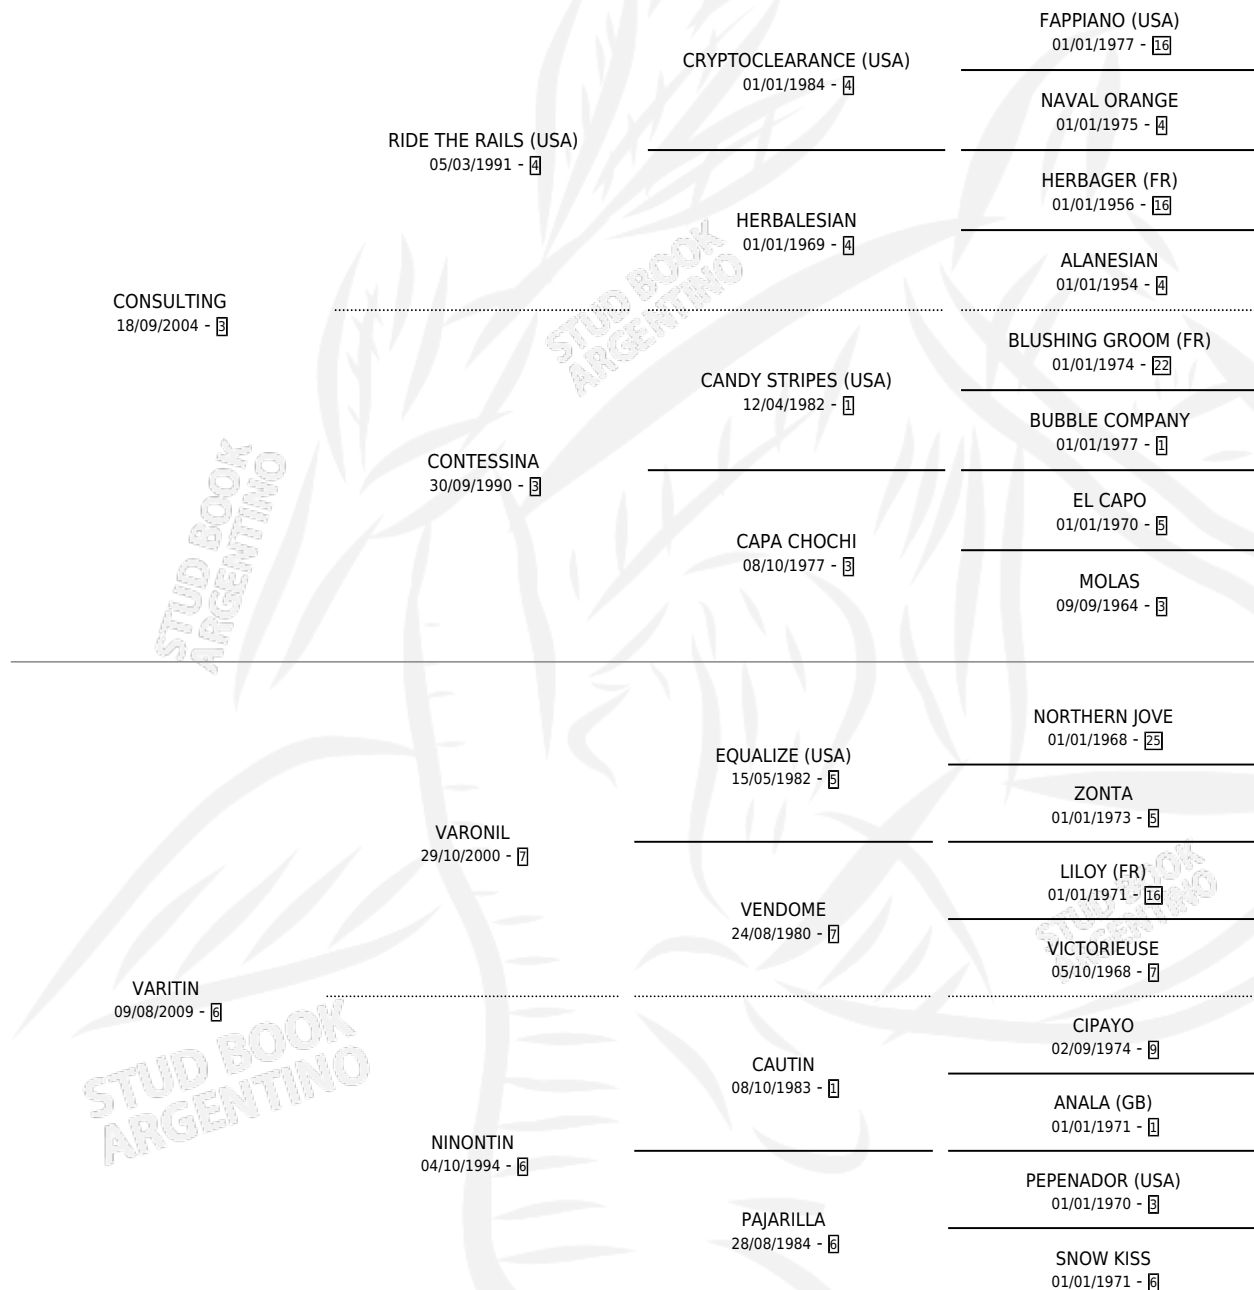 FAPPIANO (USA)
01/01/1977 - 16
CRYPTOCLEARANCE (USA)
01/01/1984 - 4
NAVAL ORANGE
01/01/1975 - 4
RIDE THE RAILS (USA)
05/03/1991 - 4
HERBAGER (FR)
01/01/1956 - 16
HERBALESIAN
01/01/1969 - 4
ALANESIAN
01/01/1954 - 4
CONSULTING
18/09/2004 - 3
BLUSHING GROOM (FR)
01/01/1974 - 22
CANDY STRIPES (USA)
12/04/1982 - 1
BUBBLE COMPANY
01/01/1977 - 1
CONTESSINA
30/09/1990 - 3
EL CAPO
01/01/1970 - 5
CAPA CHOCHI
08/10/1977 - 3
MOLAS
09/09/1964 - 3
STUD BOOK
ARGENTINO
STUD BOOK
ARGENTINO
NORTHERN JOVE
01/01/1968 - 25
EQUALIZE (USA)
15/05/1982 - 5
ZONTA
01/01/1973 - 5
VARONIL
29/10/2000 - 7
LILOY (FR)
01/01/1971 - 16
VENDOME
24/08/1980 - 7
VICTORIEUSE
05/10/1968 - 7
STUD BOOK
ARGENTINO
VARITIN
09/08/2009 - 6
CIPAYO
02/09/1974 - 9
CAUTIN
08/10/1983 - 1
ANALA (GB)
01/01/1971 - 1
NINONTIN
04/10/1994 - 6
PEPENADOR (USA)
01/01/1970 - 3
PAJARILLA
28/08/1984 - 6
SNOW KISS
01/01/1971 - 6
STUD BOOK
ARGENTINO